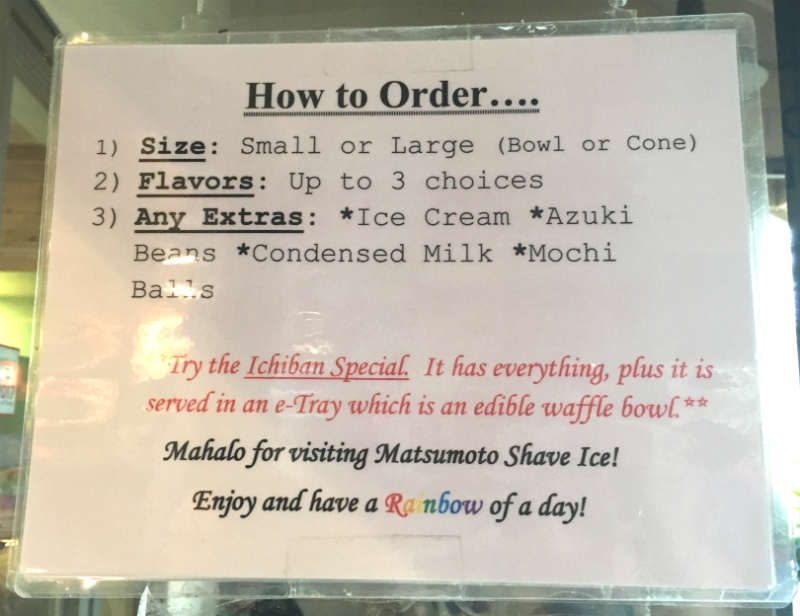 How to Order....
1) Size: Small or Large (Bowl or Cone)
2) Flavors: Up to 3 choices
3) Any Extras: *Ice Cream *Azuki
Beans *Condensed Milk *Mochi
Balls
*Try the Ichiban Special. It has everything, plus it is
served in an e-Tray which is an edible waffle bowl.**
Mahalo for visiting Matsumoto Shave Ice!
Enjoy and have a Rainbow of a day!